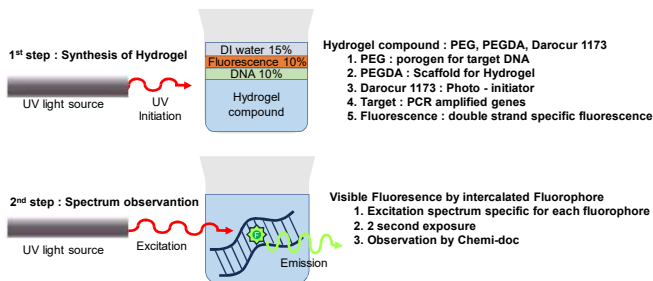 1st step : Synthesis of Hydrogel
UV light source
UV
Initiation
DI water 15%
Fluorescence 10%
DNA 10%
Hydrogel
compound
Hydrogel compound : PEG, PEGDA, Darocur 1173
1. PEG : porogen for target DNA
2. PEGDA : Scaffold for Hydrogel
3. Darocur 1173 : Photo - initiator
4. Target : PCR amplified genes
5. Fluorescence : double strand specific fluorescence
2nd step : Spectrum observantion
UV light source
Excitation
F
Emission
Visible Fluoresence by intercalated Fluorophore
1. Excitation spectrum specific for each fluorophore
2. 2 second exposure
3. Observation by Chemi-doc